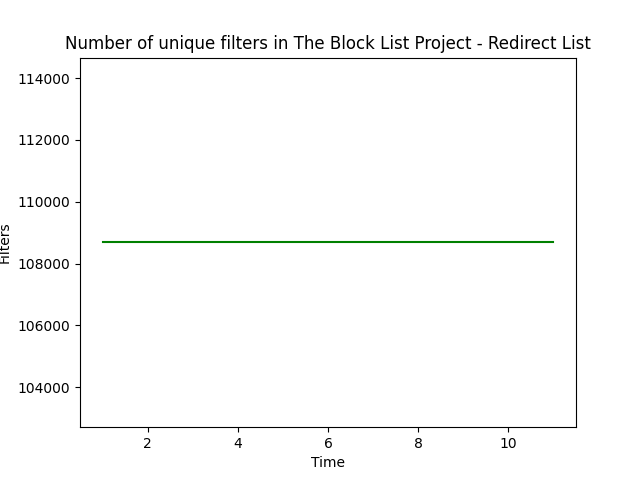 Number of unique filters in The Block List Project - Redirect List
114000
112000
110000
108000
106000
104000
Filters
2 4 6 8 10
Time